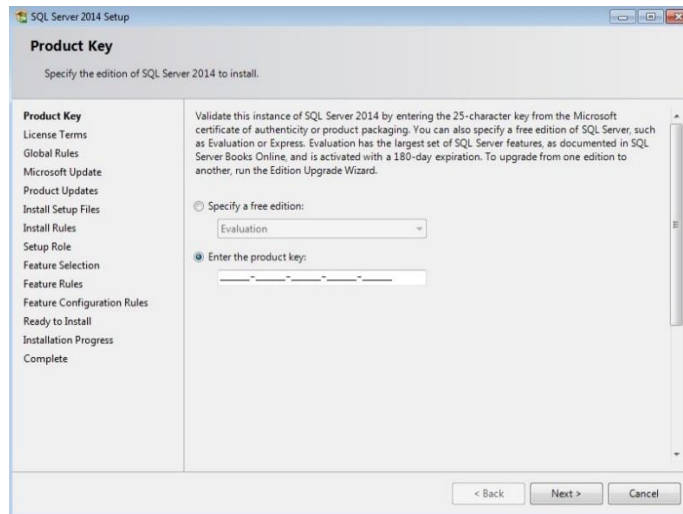 SQL Server 2014 Setup
Product Key
Specify the edition of SQL Server 2014 to install.
Product Key
License Terms
Global Rules
Microsoft Update
Product Updates
Install Setup Files
Install Rules
Setup Role
Feature Selection
Feature Rules
Feature Configuration Rules
Ready to Install
Installation Progress
Complete
Validate this instance of SQL Server 2014 by entering the 25-character key from the Microsoft
certificate of authenticity or product packaging. You can also specify a free edition of SQL Server, such
as Evaluation or Express. Evaluation has the largest set of SQL Server features, as documented in SQL
Server Books Online, and is activated with a 180-day expiration. To upgrade from one edition to
another, run the Edition Upgrade Wizard.
Specify a free edition:
Evaluation
Enter the product key:
_____-_____-_____-_____-_____
< Back
Next >
Cancel